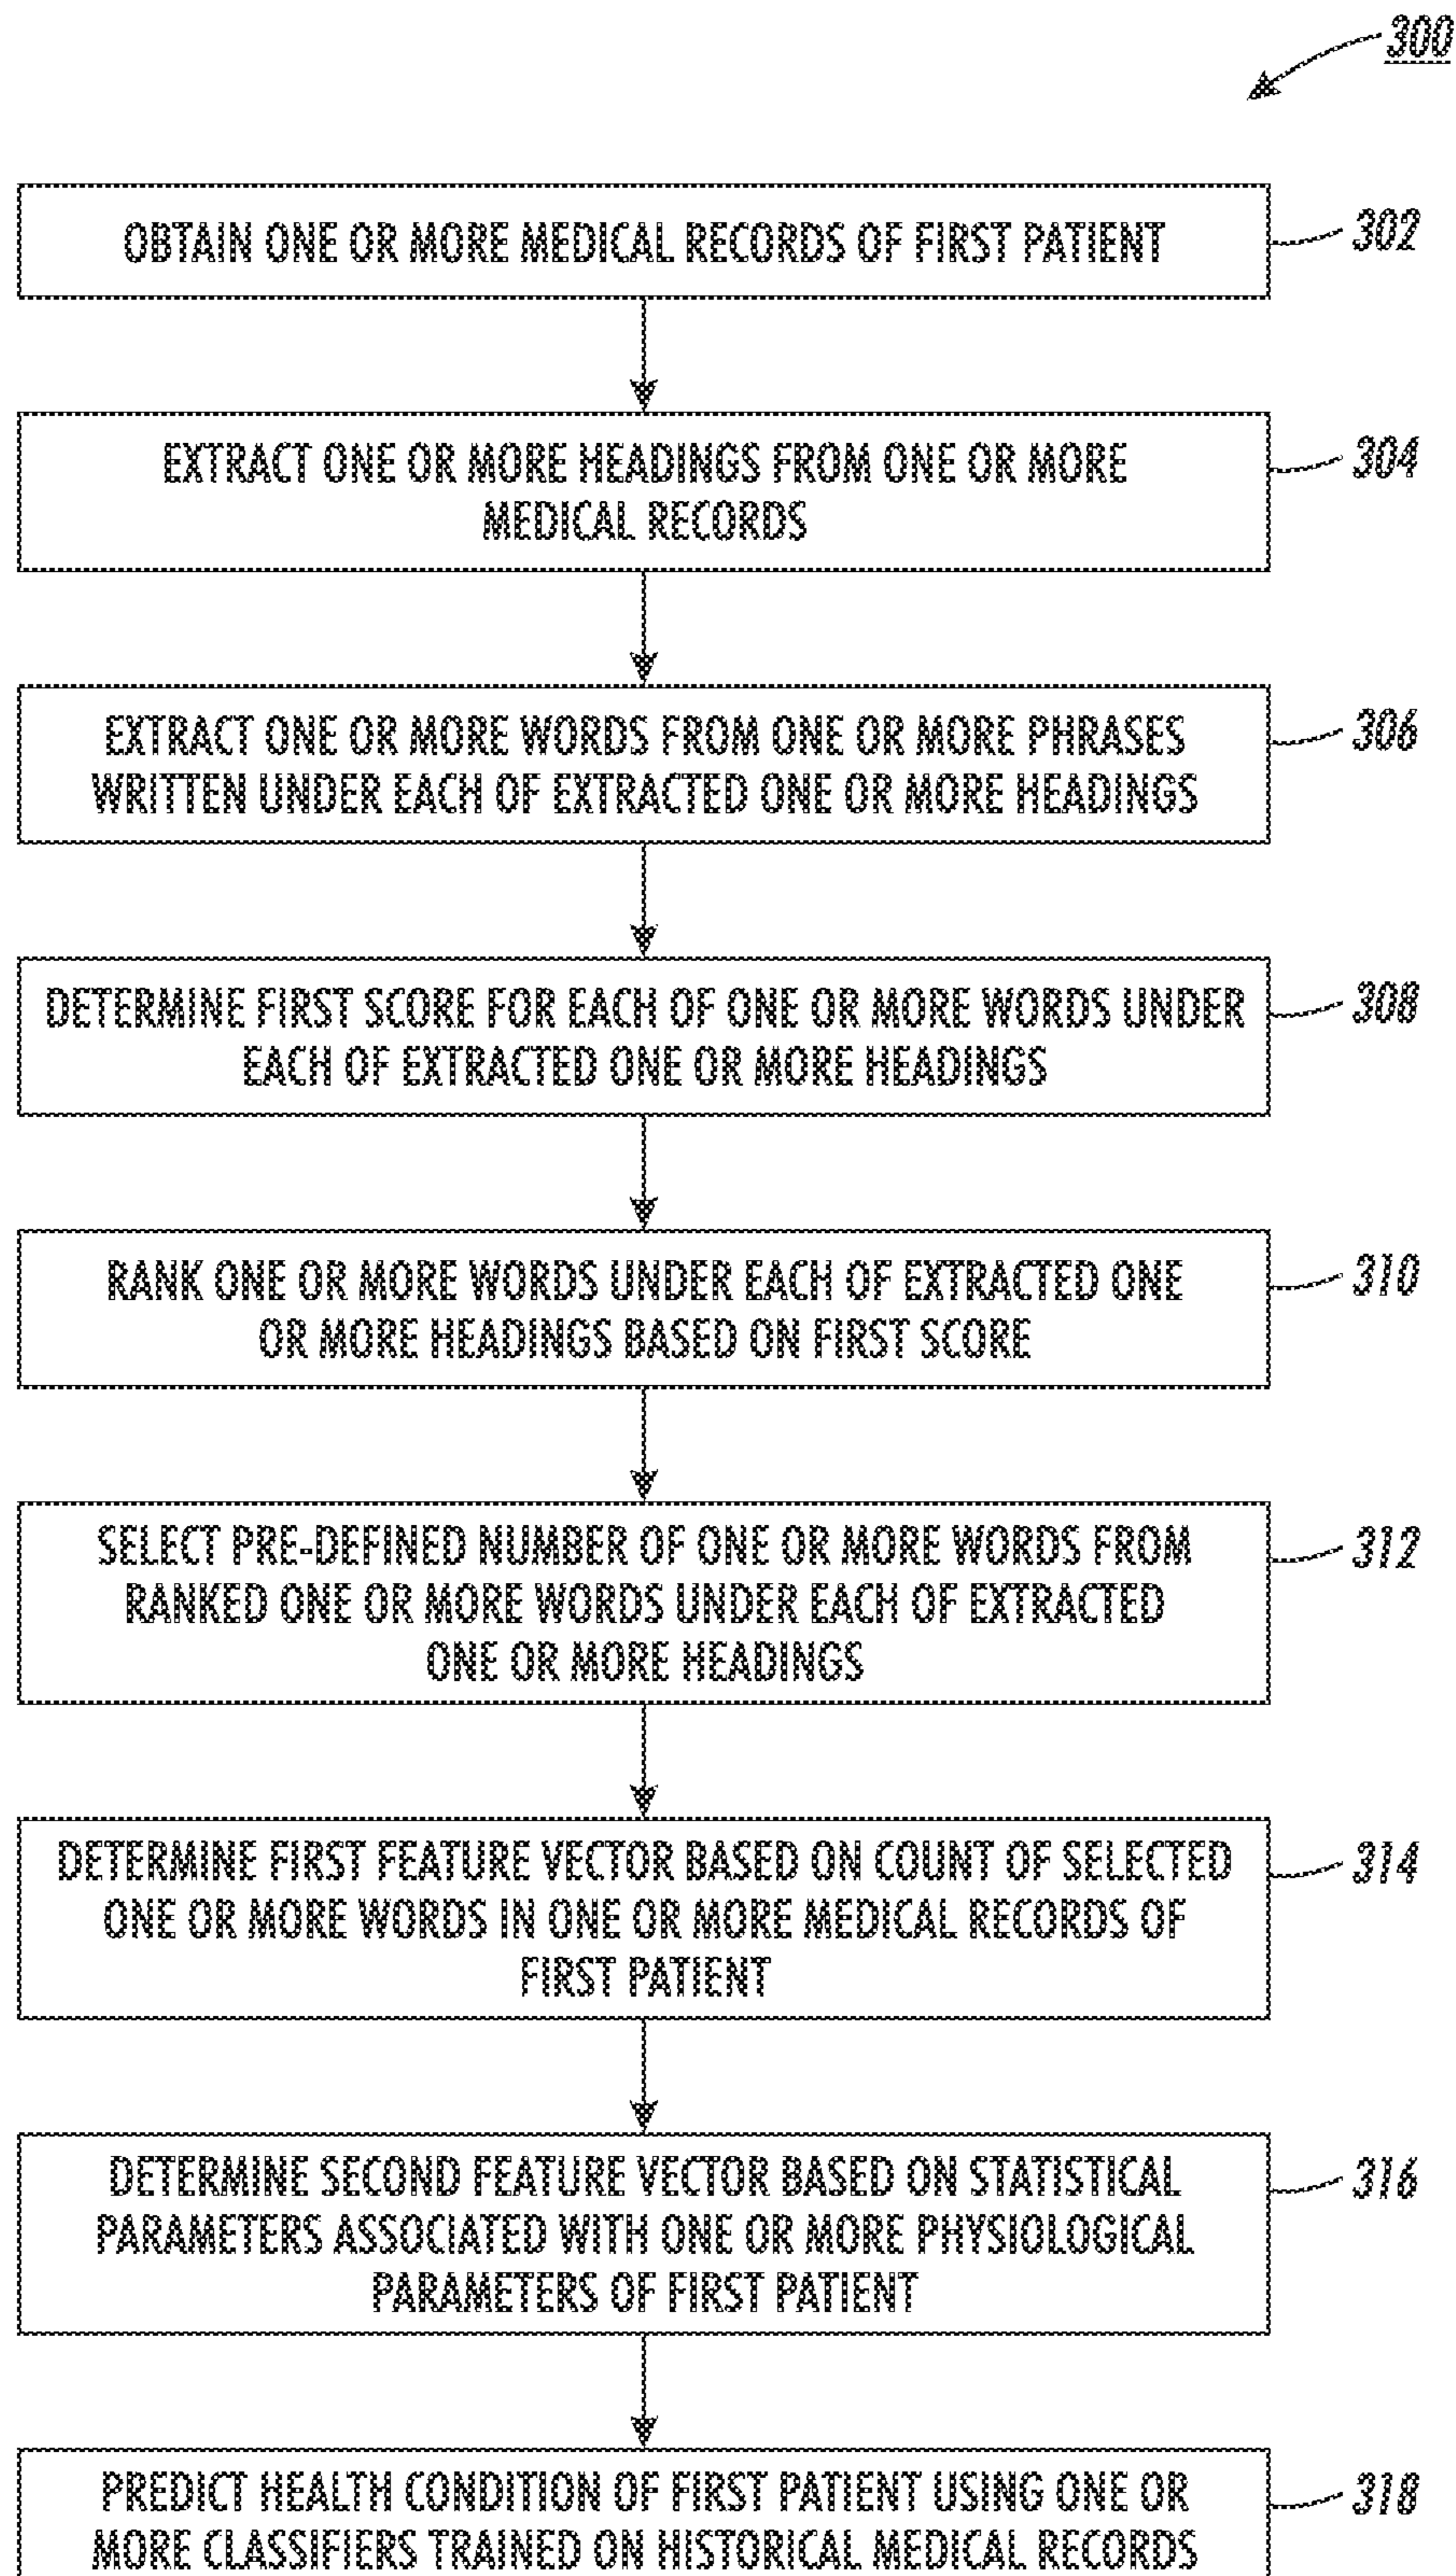 300
OBTAIN ONE OR MORE MEDICAL RECORDS OF FIRST PATIENT
302
EXTRACT ONE OR MORE HEADINGS FROM ONE OR MORE
MEDICAL RECORDS
304
EXTRACT ONE OR MORE WORDS FROM ONE OR MORE PHRASES
WRITTEN UNDER EACH OF EXTRACTED ONE OR MORE HEADINGS
306
DETERMINE FIRST SCORE FOR EACH OF ONE OR MORE WORDS UNDER
EACH OF EXTRACTED ONE OR MORE HEADINGS
308
RANK ONE OR MORE WORDS UNDER EACH OF EXTRACTED ONE
OR MORE HEADINGS BASED ON FIRST SCORE
310
SELECT PRE-DEFINED NUMBER OF ONE OR MORE WORDS FROM
RANKED ONE OR MORE WORDS UNDER EACH OF EXTRACTED
ONE OR MORE HEADINGS
312
DETERMINE FIRST FEATURE VECTOR BASED ON COUNT OF SELECTED
ONE OR MORE WORDS IN ONE OR MORE MEDICAL RECORDS OF
FIRST PATIENT
314
DETERMINE SECOND FEATURE VECTOR BASED ON STATISTICAL
PARAMETERS ASSOCIATED WITH ONE OR MORE PHYSIOLOGICAL
PARAMETERS OF FIRST PATIENT
316
PREDICT HEALTH CONDITION OF FIRST PATIENT USING ONE OR
MORE CLASSIFIERS TRAINED ON HISTORICAL MEDICAL RECORDS
318